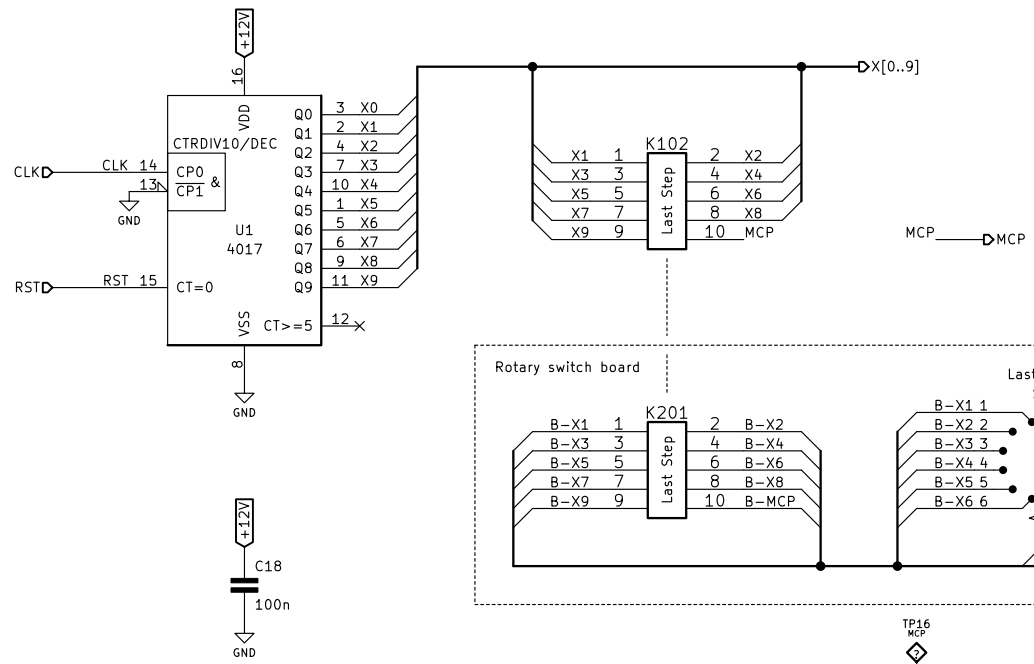 +12V
16
VDD
CTRDIV10/DEC
CLK
CLK 14
CP0
&
13
CP1
GND
U1
4017
RST
RST 15
CT=0
VSS
CT>=5
12
8
GND
Q0 3 X0
Q1 2 X1
Q2 4 X2
Q3 7 X3
Q4 10 X4
Q5 1 X5
Q6 5 X6
Q7 6 X7
Q8 9 X8
Q9 11 X9
X[0..9]
K102
Last Step
X1 1 2 X2
X3 3 4 X4
X5 5 6 X6
X7 7 8 X8
X9 9 10 MCP
MCP
MCP
Rotary switch board
K201
Last Step
B-X1 1 2 B-X2
B-X3 3 4 B-X4
B-X5 5 6 B-X6
B-X7 7 8 B-X8
B-X9 9 10 B-MCP
Last
B-X1 1
B-X2 2
B-X3 3
B-X4 4
B-X5 5
B-X6 6
+12V
C18
100n
GND
TP16
MCP
?